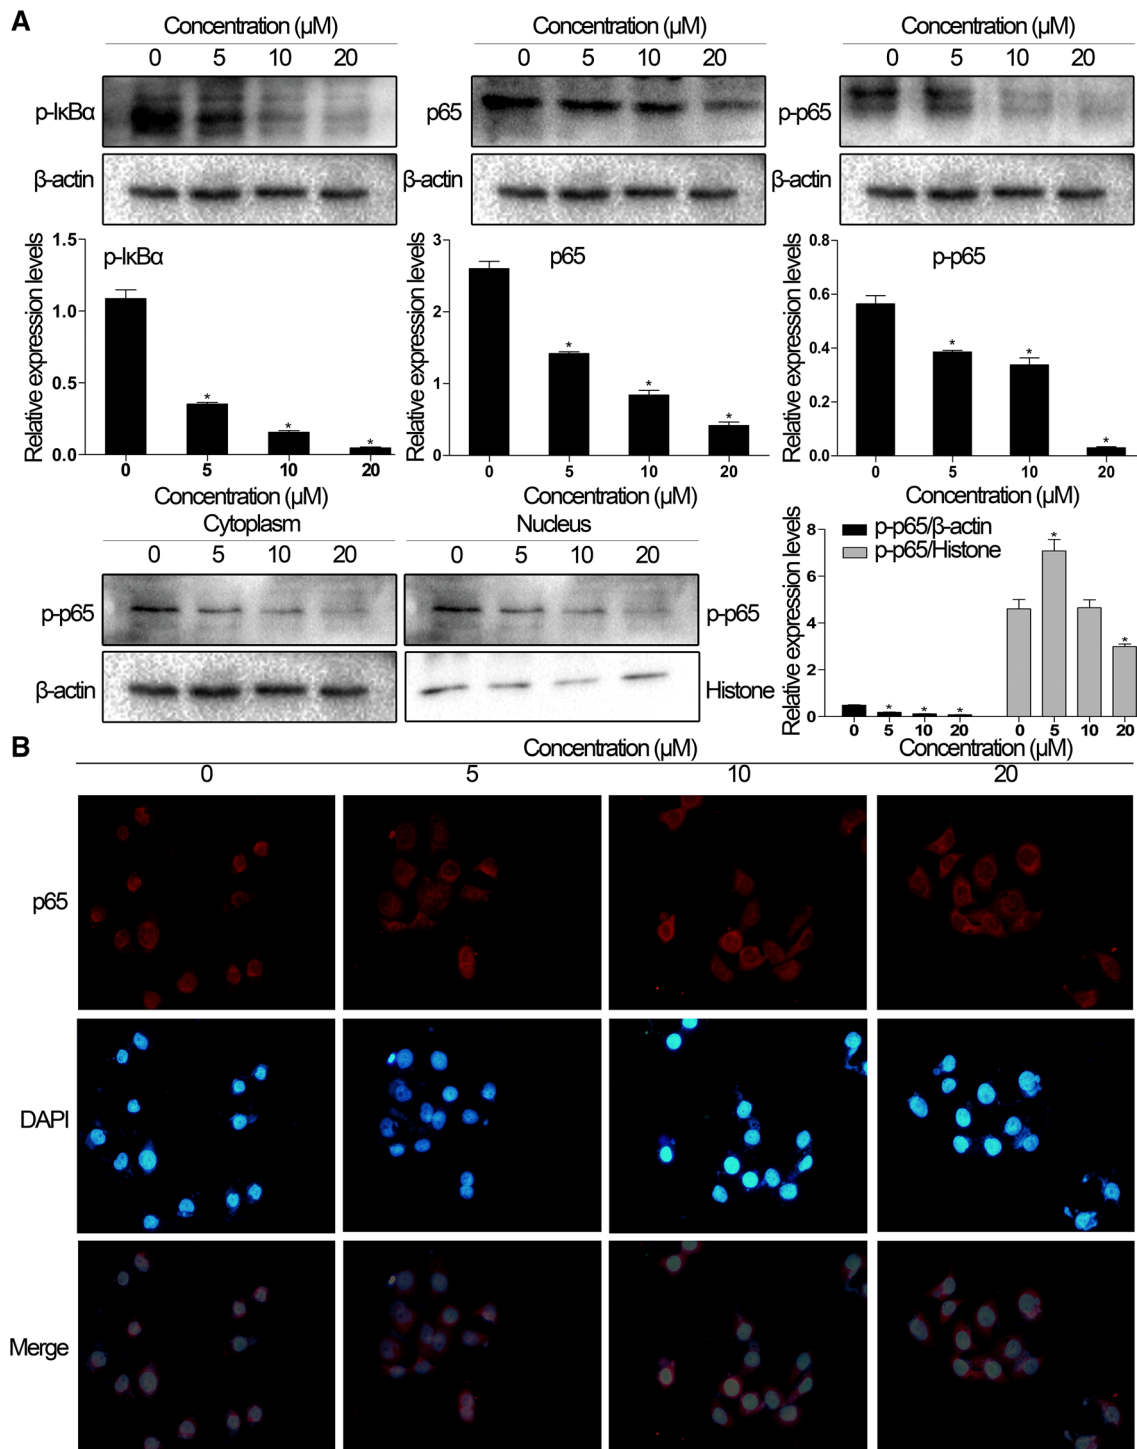 A
Concentration (µM) Concentration (µM) Concentration (µM)
0 5 10 20 0 5 10 20 0 5 10 20
p-IκBα p65 p-p65
β-actin β-actin β-actin
Relative expression levels
1.5
1.0
0.5
0.0
p-IκBα
* * *
0 5 10 20
Concentration (µM)
Relative expression levels
3
2
1
0
p65
* * *
0 5 10 20
Concentration (µM)
Relative expression levels
0.8
0.6
0.4
0.2
0.0
p-p65
* * *
0 5 10 20
Concentration (µM)
Cytoplasm Nucleus
0 5 10 20 0 5 10 20
p-p65 p-p65
β-actin Histone
Relative expression levels
8
6
4
2
0
p-p65/β-actin
p-p65/Histone
* * * * *
0 5 10 20 0 5 10 20
Concentration (µM)
B
Concentration (µM)
0 5 10 20
p65
DAPI
Merge